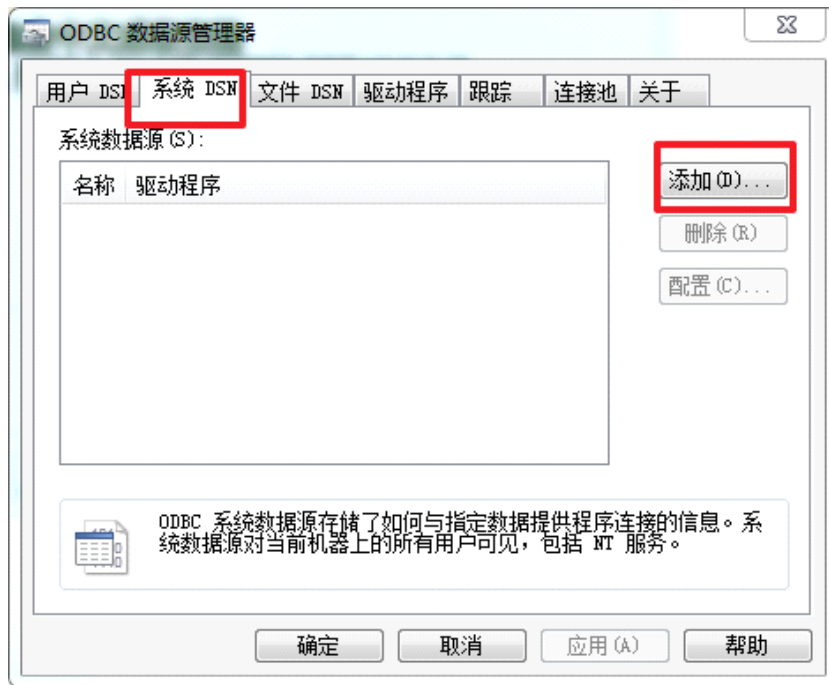 ODBC 数据源管理器
用户 DSN 系统 DSN 文件 DSN 驱动程序 跟踪 连接池 关于
系统数据源(S):
名称 驱动程序
添加(D)...
删除(R)
配置(C)...
ODBC 系统数据源存储了如何与指定数据提供程序连接的信息。系
统数据源对当前机器上的所有用户可见，包括 NT 服务。
确定 取消 应用(A) 帮助